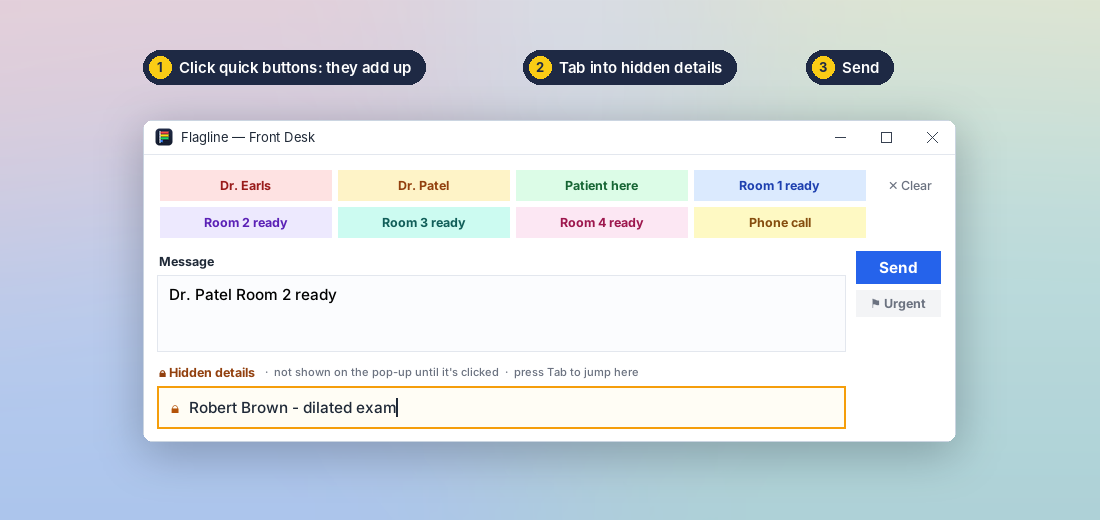 1 Click quick buttons: they add up
2 Tab into hidden details
3 Send
Flagline — Front Desk
Dr. Earls
Dr. Patel
Patient here
Room 1 ready
✕ Clear
Room 2 ready
Room 3 ready
Room 4 ready
Phone call
Message
Send
Dr. Patel Room 2 ready
⚑ Urgent
Hidden details · not shown on the pop-up until it's clicked · press Tab to jump here
Robert Brown - dilated exam